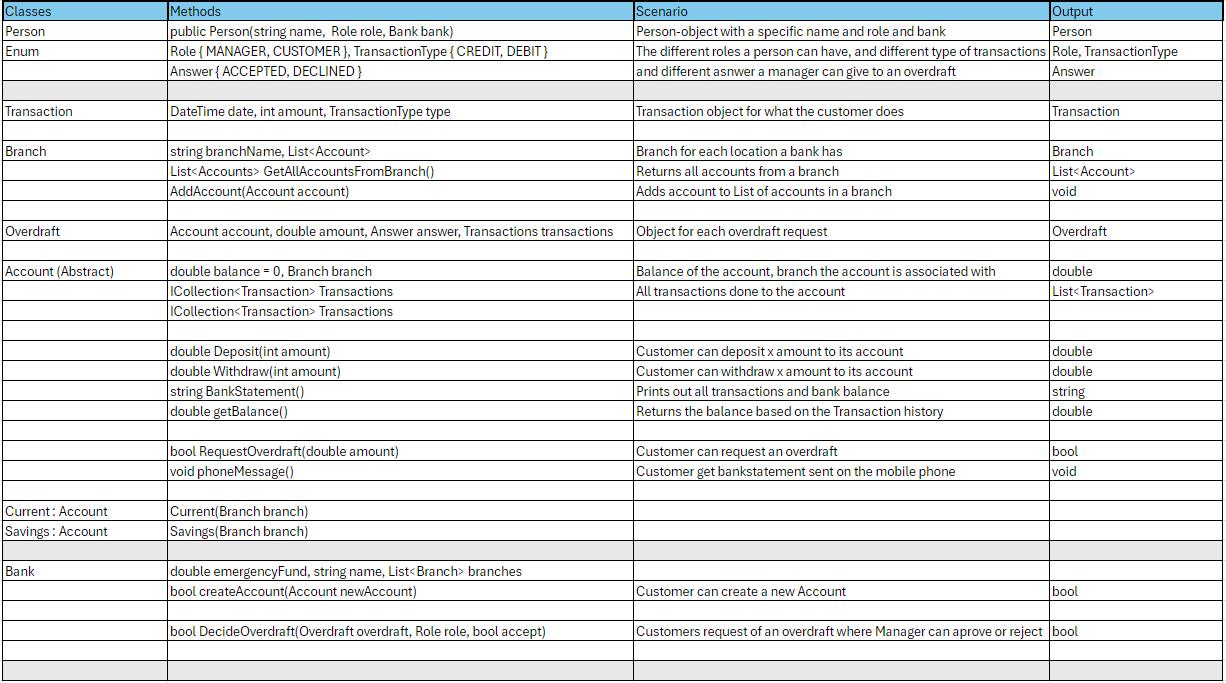 Classes Methods Scenario Output
Person public Person(string name, Role role, Bank bank) Person-object with a specific name and role and bank Person
Enum Role { MANAGER, CUSTOMER }, TransactionType { CREDIT, DEBIT } The different roles a person can have, and different type of transactions Role, TransactionType
Answer { ACCEPTED, DECLINED } and different asnwer a manager can give to an overdraft Answer
Transaction DateTime date, int amount, TransactionType type Transaction object for what the customer does Transaction
Branch string branchName, List<Account> Branch for each location a bank has Branch
List<Accounts> GetAllAccountsFromBranch() Returns all accounts from a branch List<Account>
AddAccount(Account account) Adds account to List of accounts in a branch void
Overdraft Account account, double amount, Answer answer, Transactions transactions Object for each overdraft request Overdraft
Account (Abstract) double balance = 0, Branch branch Balance of the account, branch the account is associated with double
ICollection<Transaction> Transactions All transactions done to the account List<Transaction>
ICollection<Transaction> Transactions
double Deposit(int amount) Customer can deposit x amount to its account double
double Withdraw(int amount) Customer can withdraw x amount to its account double
string BankStatement() Prints out all transactions and bank balance string
double getBalance() Returns the balance based on the Transaction history double
bool RequestOverdraft(double amount) Customer can request an overdraft bool
void phoneMessage() Customer get bankstatement sent on the mobile phone void
Current : Account Current(Branch branch)
Savings : Account Savings(Branch branch)
Bank double emergencyFund, string name, List<Branch> branches
bool createAccount(Account newAccount) Customer can create a new Account bool
bool DecideOverdraft(Overdraft overdraft, Role role, bool accept) Customers request of an overdraft where Manager can aprove or reject bool